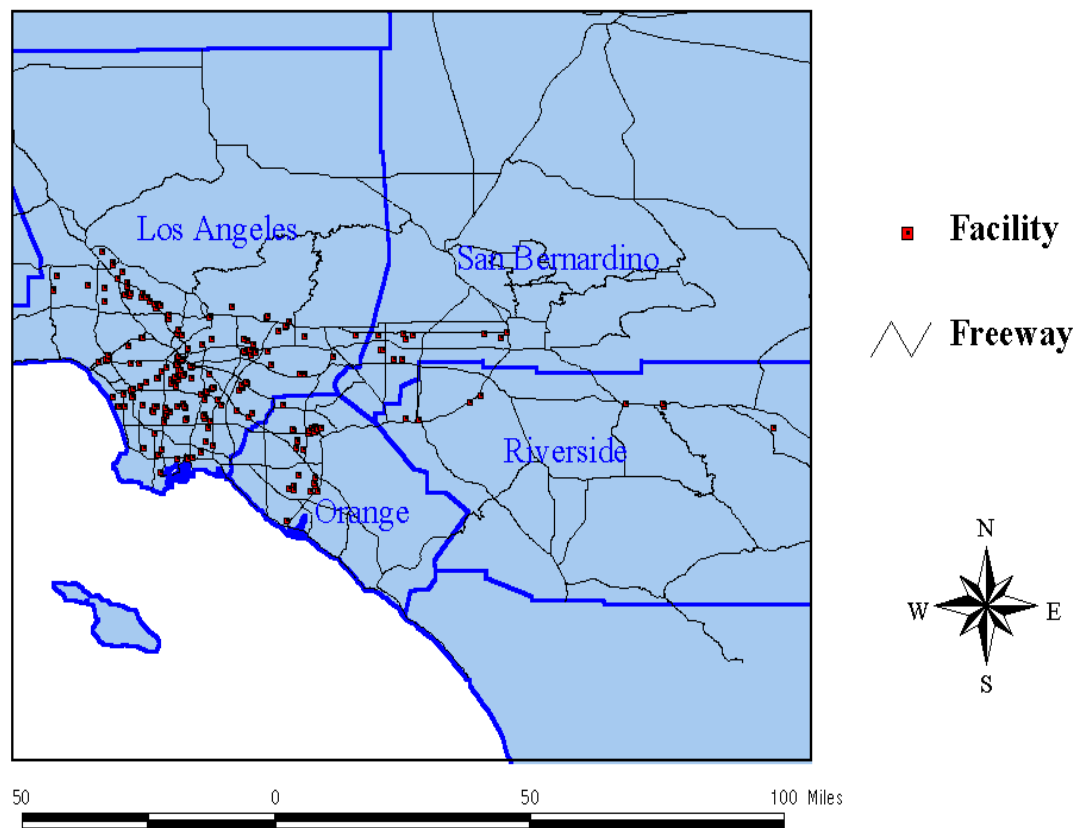 Los Angeles
San Bernardino
Riverside
Orange
Facility
Freeway
N
W E
S
50 0 50 100 Miles